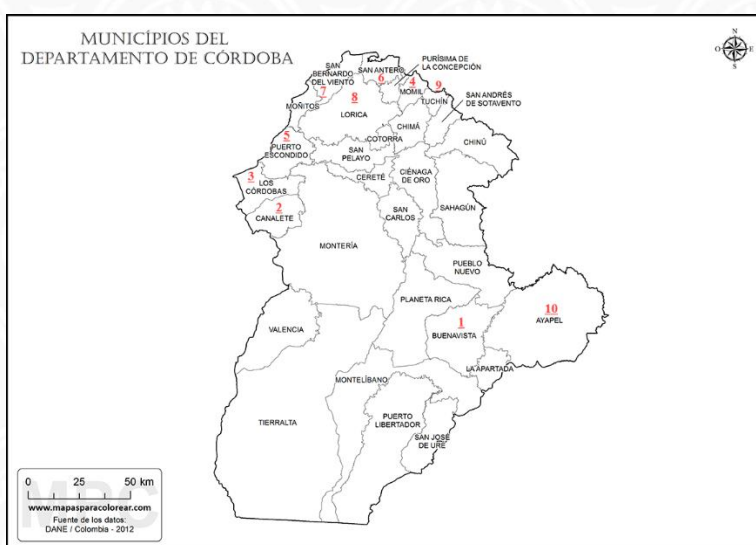 MUNICÍPIOS DEL
DEPARTAMENTO DE CÓRDOBA
N
O
E
S
SAN
BERNARDO
DEL VIENTO
SAN ANTERO
6
PURÍSIMA DE
LA CONCEPCIÓN
4
MOMIL
9
TUCHÍN
SAN ANDRÉS
DE SOTAVENTO
7
MOÑITOS
8
LORICA
CHIMÁ
COTORRA
CHINÚ
5
PUERTO
ESCONDIDO
SAN
PELAYO
CERETÉ
CIÉNAGA
DE ORO
3
LOS
CÓRDOBAS
2
CANALETE
SAN
CARLOS
SAHAGÚN
MONTERÍA
PUEBLO
NUEVO
PLANETA RICA
10
AYAPEL
1
BUENAVISTA
VALENCIA
LA APARTADA
MONTELÍBANO
TIERRALTA
PUERTO
LIBERTADOR
SAN JOSÉ
DE URE
0 25 50 km
MPC
www.mapasparacolorear.com
Fuente de los datos:
DANE / Colombia - 2012